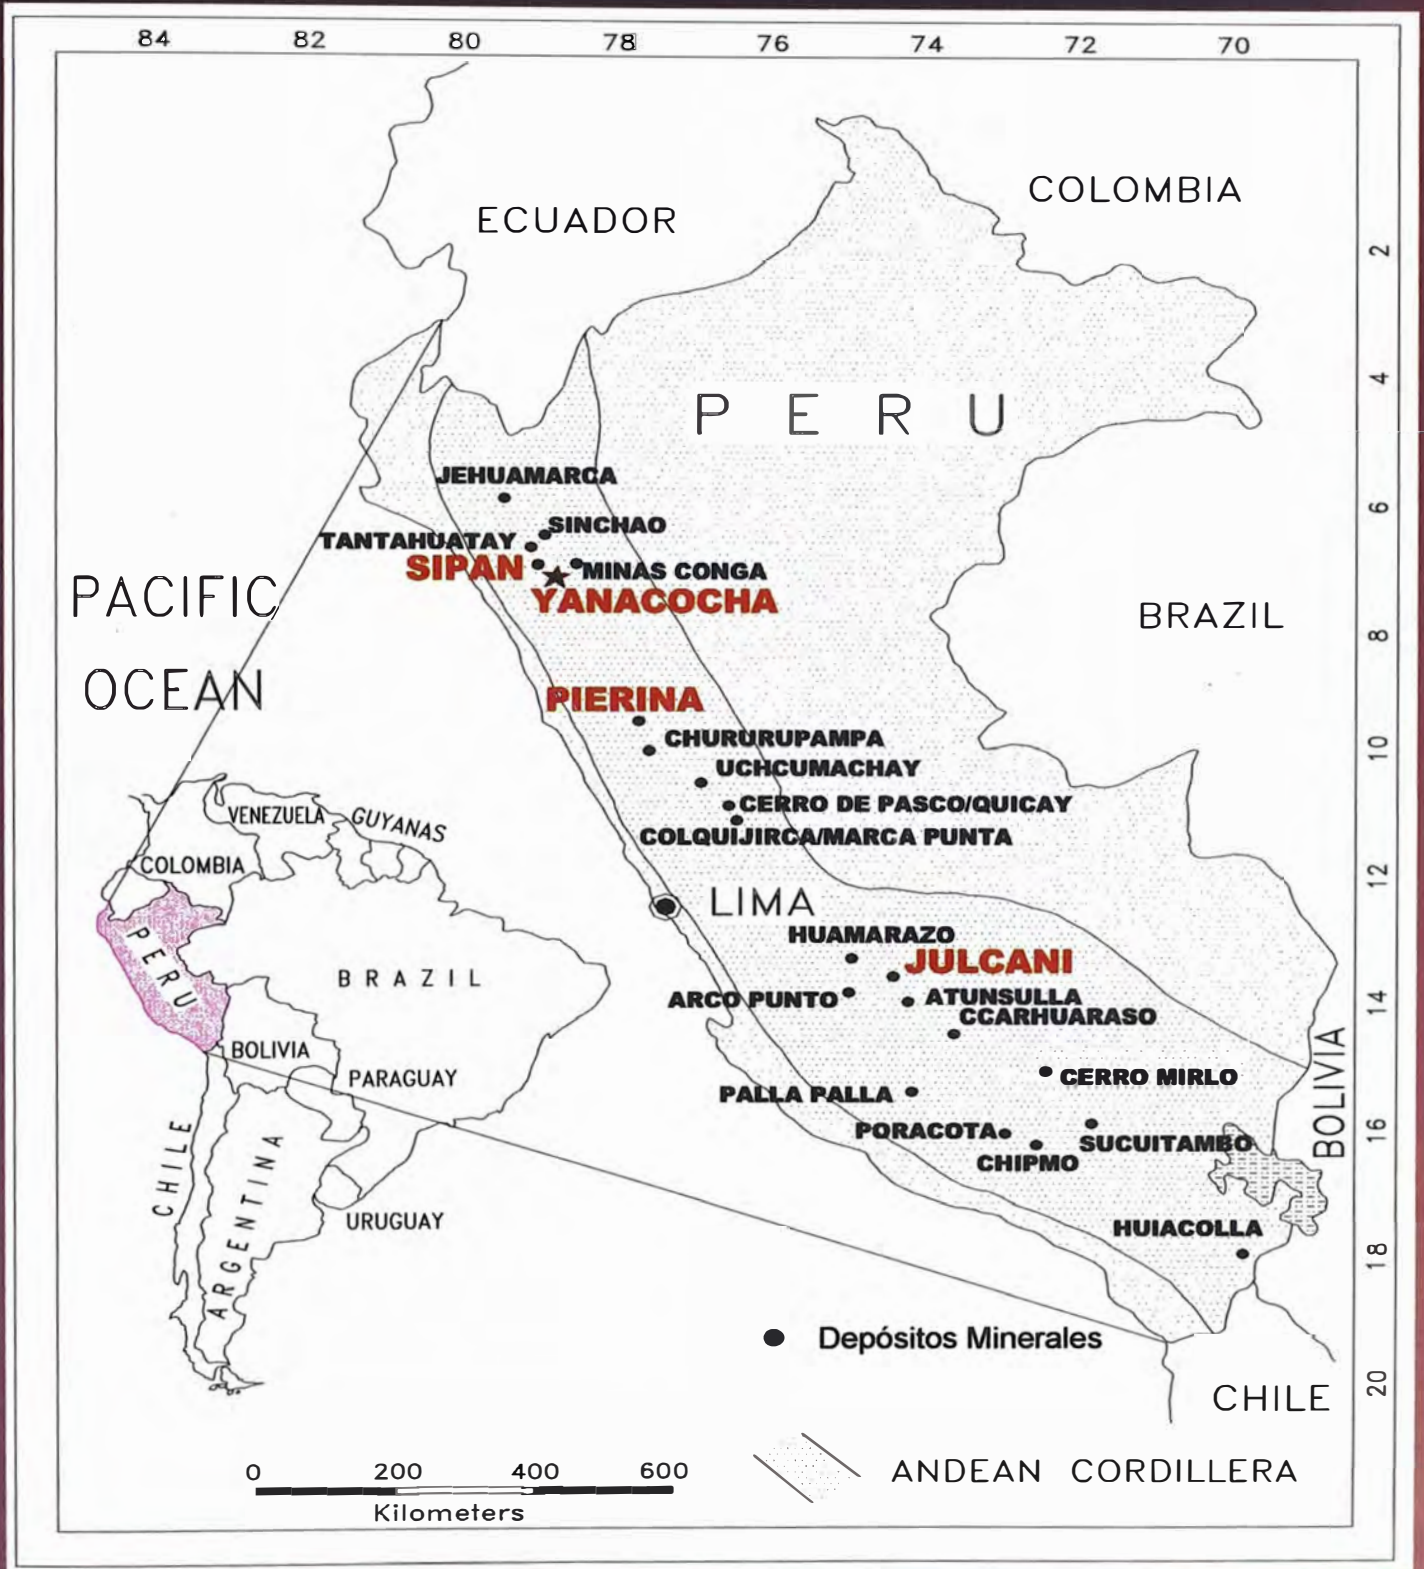 84 82 80 78 76 74 72 70
COLOMBIA
ECUADOR
2
4
PERU
JEHUAMARCA
6
SINCHAO
TANTAHUATAY
SIPAN
MINAS CONGA
YANACOCHA
PACIFIC
OCEAN
BRAZIL
8
PIERINA
CHURURUPAMPA
10
UCHCUMACHAY
CERRO DE PASCO/QUICAY
COLQUIJIRCA/MARCA PUNTA
VENEZUELA
GUYANAS
COLOMBIA
12
LIMA
HUAMARAZO
JULCANI
PERU
BRAZIL
ARCO PUNTO
ATUNSULLA
14
CCARHUARASO
BOLIVIA
BOLIVIA
PARAGUAY
CERRO MIRLO
PALLA PALLA
PORACOTA
16
SUCUITAMBO
CHIPMO
CHILE
ARGENTINA
URUGUAY
HUIACOLLA
18
Depósitos Minerales
20
CHILE
0 200 400 600
Kilometers
ANDEAN CORDILLERA